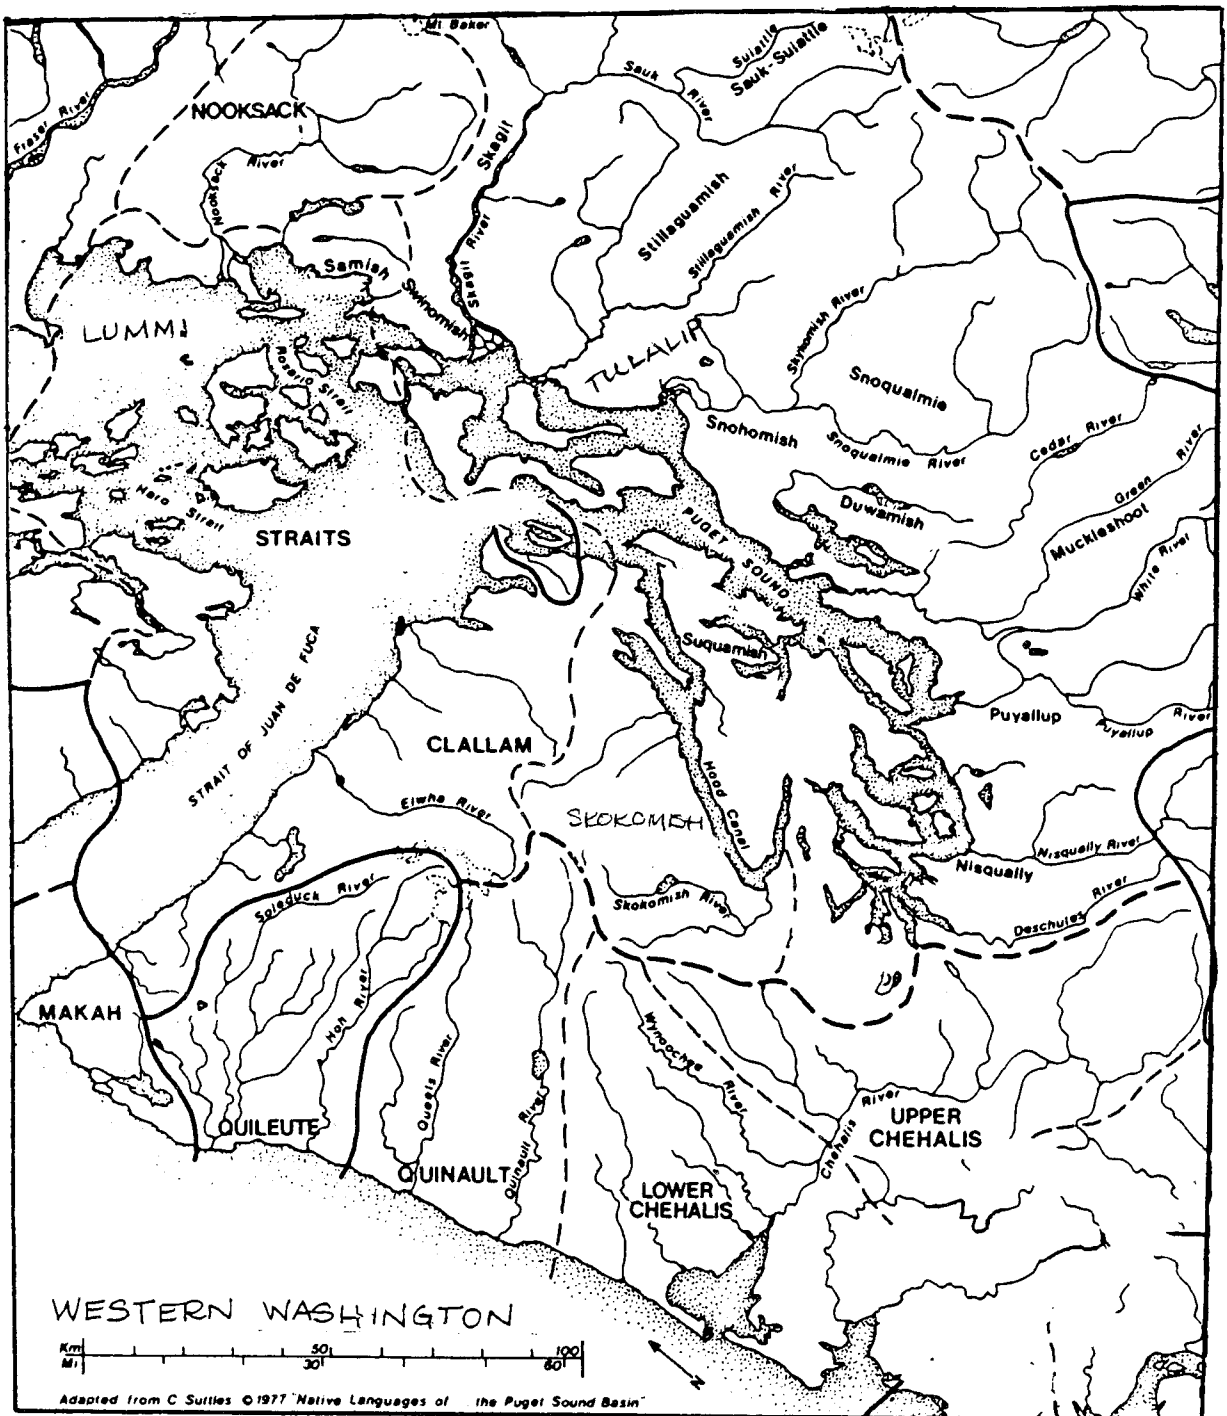 Mt Baker
Suiattle
Sauk-Suiattle
Sauk
River
NOOKSACK
Fraser River
Skagit
Nooksack
River
Stillaguamish
Stillaguamish River
Skagit River
Samish
Swinomish
LUMMI
TULALIP
Skyhomish River
Rosario Strait
Snoqualmie
Snohomish
Snoqualmie River
Cedar River
Green River
Haro Strait
Duwamish
Muckleshoot
STRAITS
PUGET SOUND
White River
Suquamish
STRAIT OF JUAN DE FUCA
Puyallup
Puyallup River
CLALLAM
Hood Canal
Elwha River
SKOKOMISH
Nisqually River
Nisqually
Soleduck River
Skokomish River
Deschutes River
MAKAH
Hoh River
Wynoochee River
Queets River
Quinault River
QUILEUTE
Chehalis River
UPPER
CHEHALIS
QUINAULT
LOWER
CHEHALIS
WESTERN WASHINGTON
Km 50 100
Mi 30 60
N
Adapted from C Suttles © 1977 "Native Languages of the Puget Sound Basin"